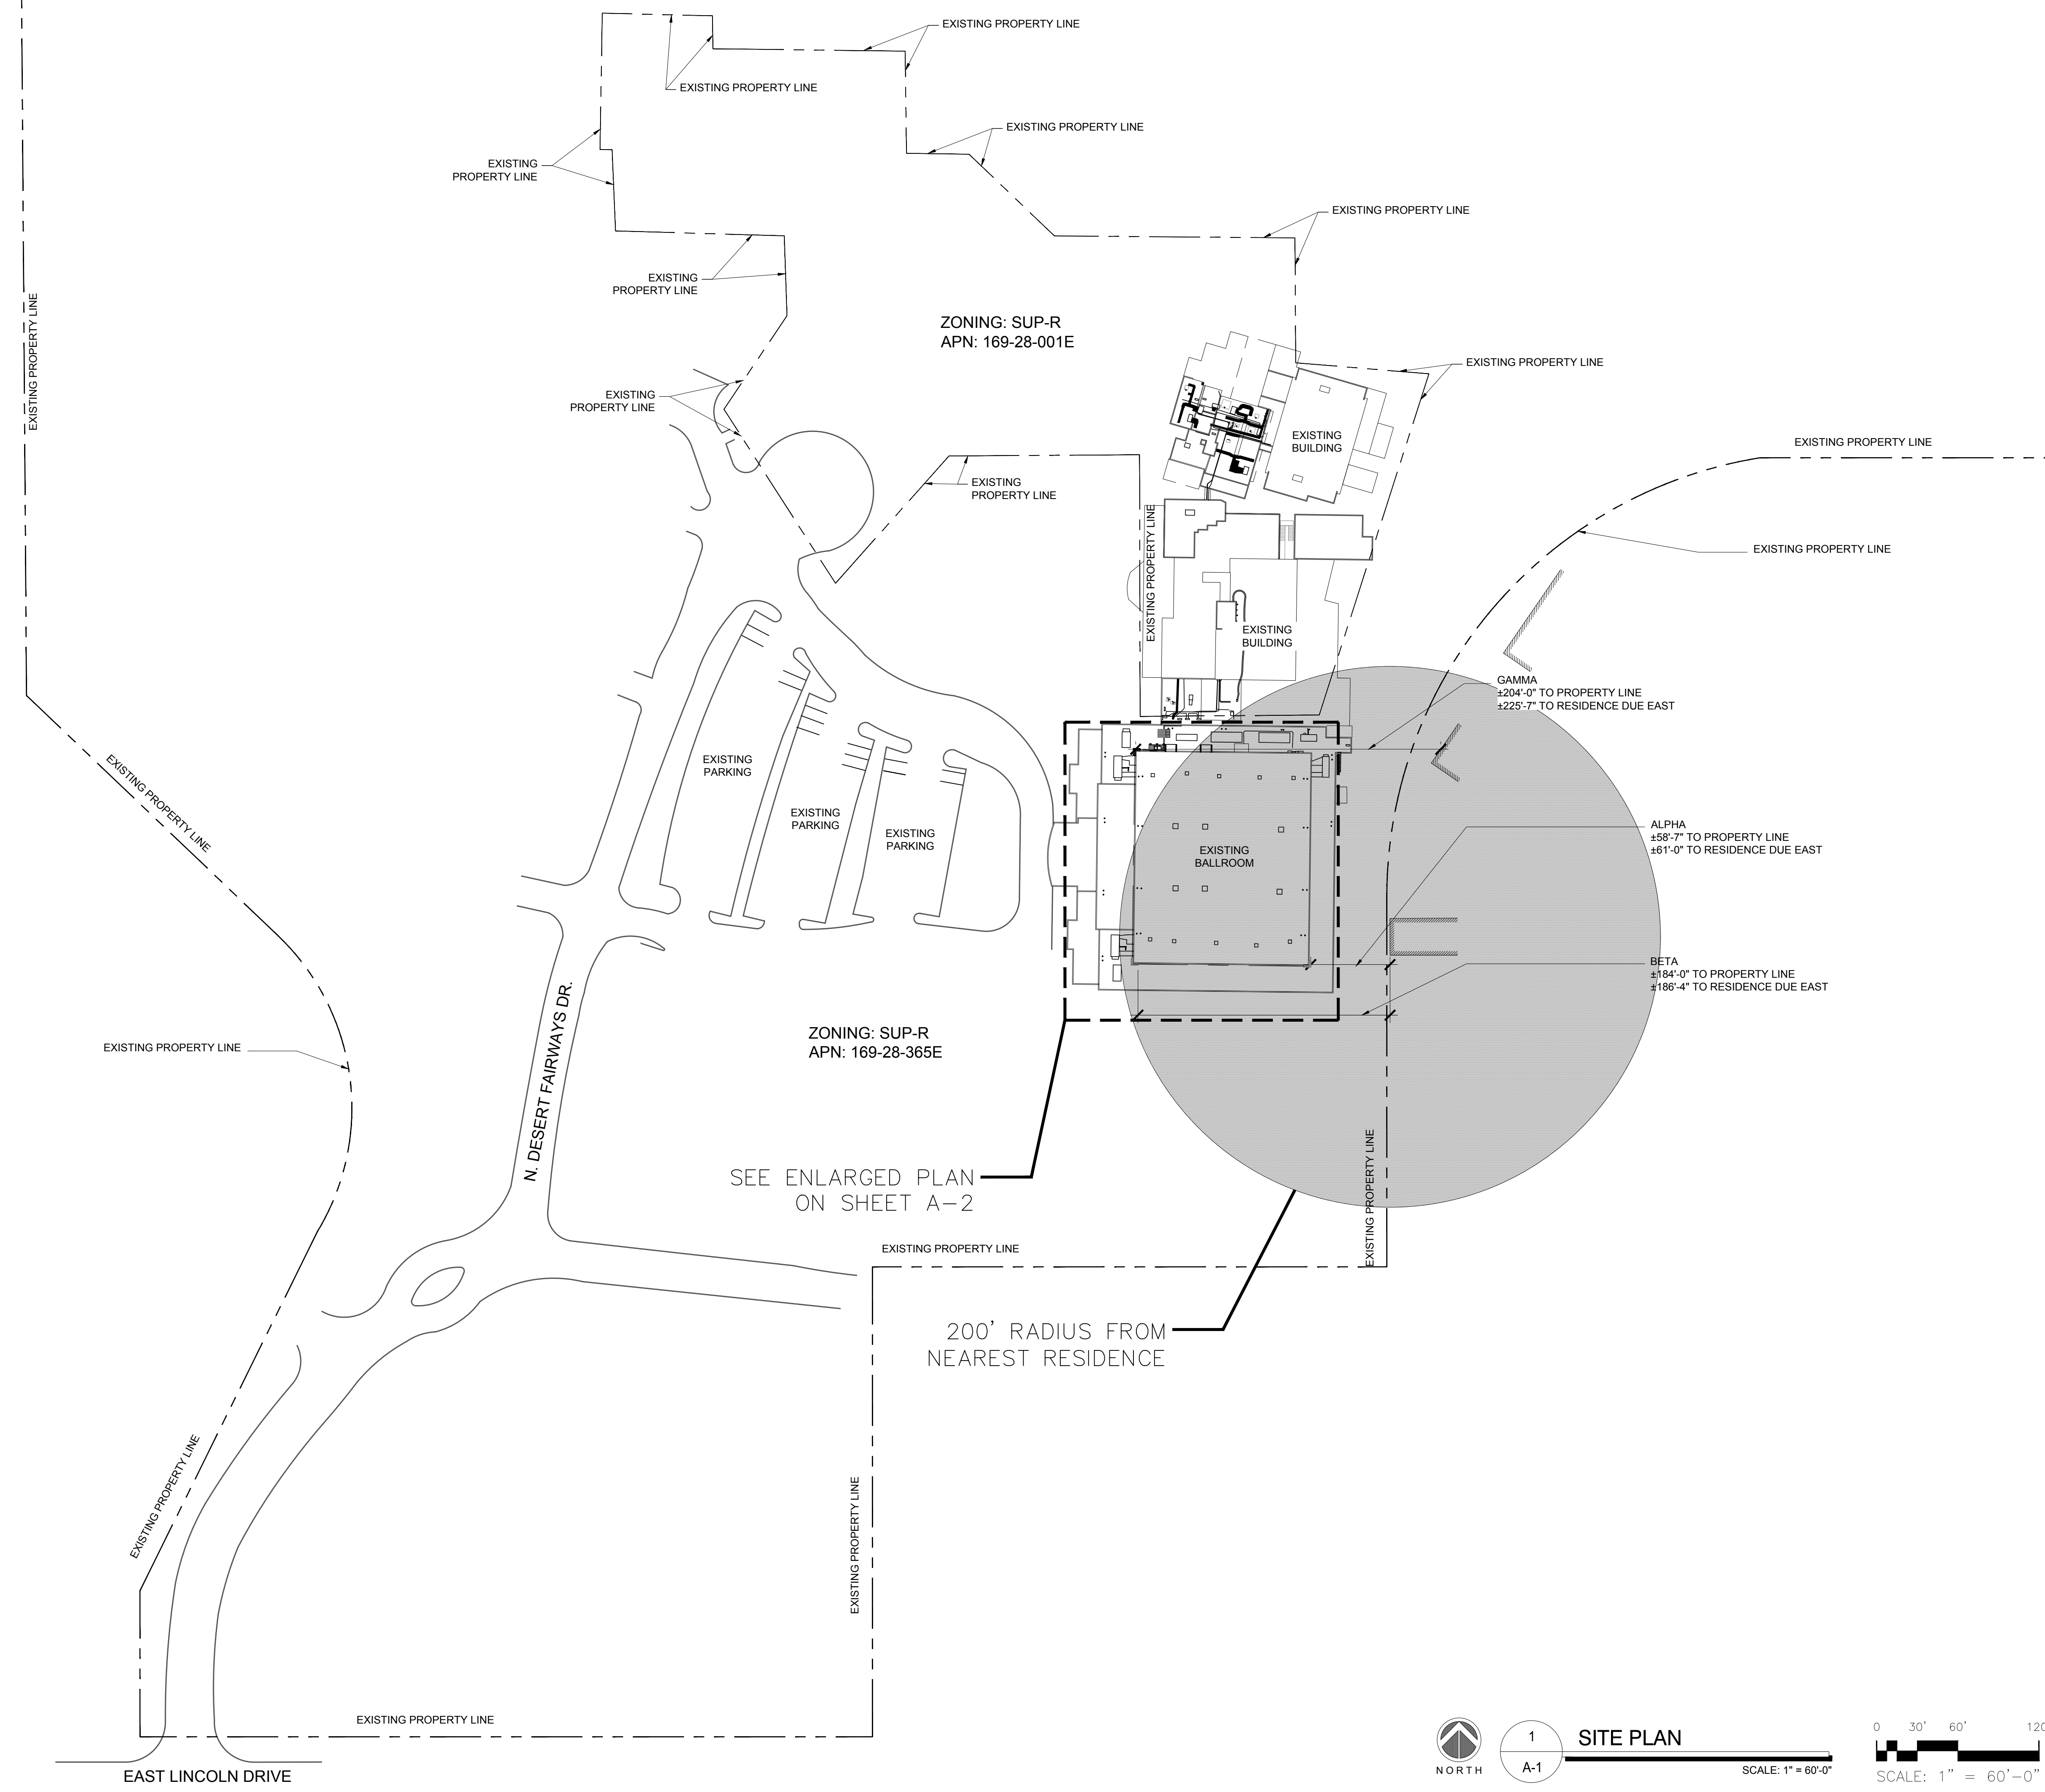 EXISTING PROPERTY LINE
EXISTING PROPERTY LINE
EXISTING PROPERTY LINE
EXISTING
PROPERTY LINE
EXISTING PROPERTY LINE
EXISTING
PROPERTY LINE
EXISTING PROPERTY LINE
ZONING: SUP-R
APN: 169-28-001E
EXISTING PROPERTY LINE
EXISTING
PROPERTY LINE
EXISTING
BUILDING
EXISTING PROPERTY LINE
EXISTING
PROPERTY LINE
EXISTING PROPERTY LINE
EXISTING PROPERTY LINE
EXISTING
BUILDING
GAMMA
±204'-0" TO PROPERTY LINE
±225'-7" TO RESIDENCE DUE EAST
EXISTING PROPERTY LINE
EXISTING
PARKING
EXISTING
PARKING
EXISTING
PARKING
EXISTING
BALLROOM
ALPHA
±58'-7" TO PROPERTY LINE
±61'-0" TO RESIDENCE DUE EAST
BETA
±184'-0" TO PROPERTY LINE
±186'-4" TO RESIDENCE DUE EAST
ZONING: SUP-R
APN: 169-28-365E
EXISTING PROPERTY LINE
N. DESERT FAIRWAYS DR.
SEE ENLARGED PLAN
ON SHEET A-2
EXISTING PROPERTY LINE
EXISTING PROPERTY LINE
200' RADIUS FROM
NEAREST RESIDENCE
EXISTING PROPERTY LINE
EXISTING PROPERTY LINE
EXISTING PROPERTY LINE
EAST LINCOLN DRIVE
NORTH
1
A-1
SITE PLAN
SCALE: 1" = 60'-0"
0 30' 60' 120
SCALE: 1" = 60'-0"